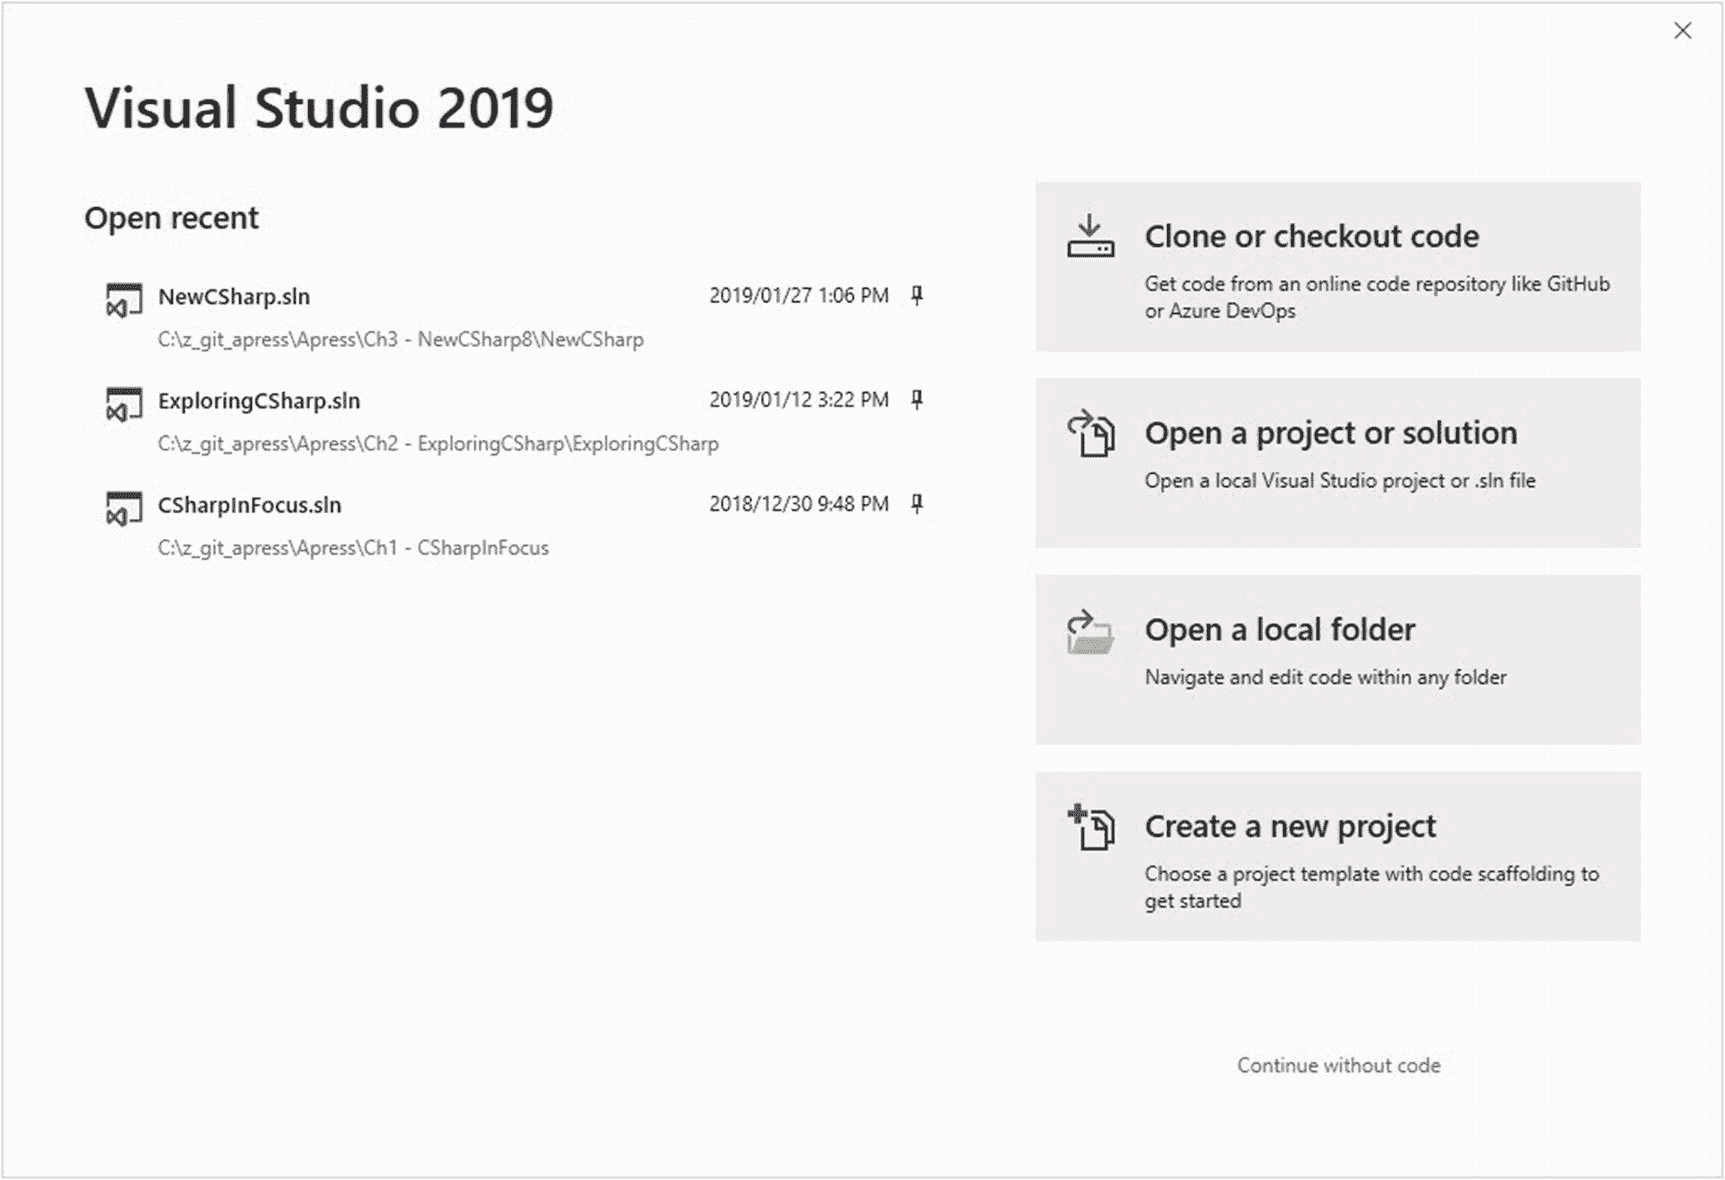 Visual Studio 2019
Open recent
NewCSharp.sln 2019/01/27 1:06 PM
C:\z_git_apress\Apress\Ch3 - NewCSharp8\NewCSharp
ExploringCSharp.sln 2019/01/12 3:22 PM
C:\z_git_apress\Apress\Ch2 - ExploringCSharp\ExploringCSharp
CSharpInFocus.sln 2018/12/30 9:48 PM
C:\z_git_apress\Apress\Ch1 - CSharpInFocus
Clone or checkout code
Get code from an online code repository like GitHub
or Azure DevOps
Open a project or solution
Open a local Visual Studio project or .sln file
Open a local folder
Navigate and edit code within any folder
Create a new project
Choose a project template with code scaffolding to
get started
Continue without code